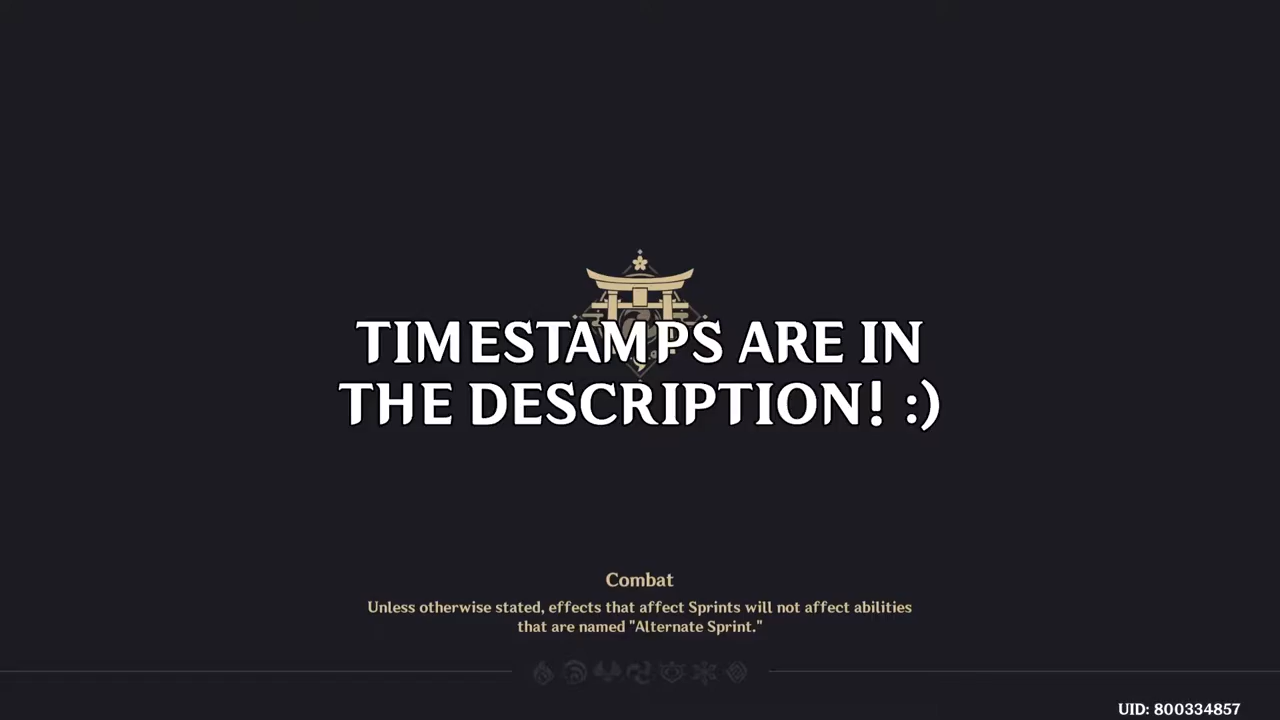 TIMESTAMPS ARE IN
THE DESCRIPTION! :)
Combat
Unless otherwise stated, effects that affect Sprints will not affect abilities
that are named "Alternate Sprint."
UID: 800334857